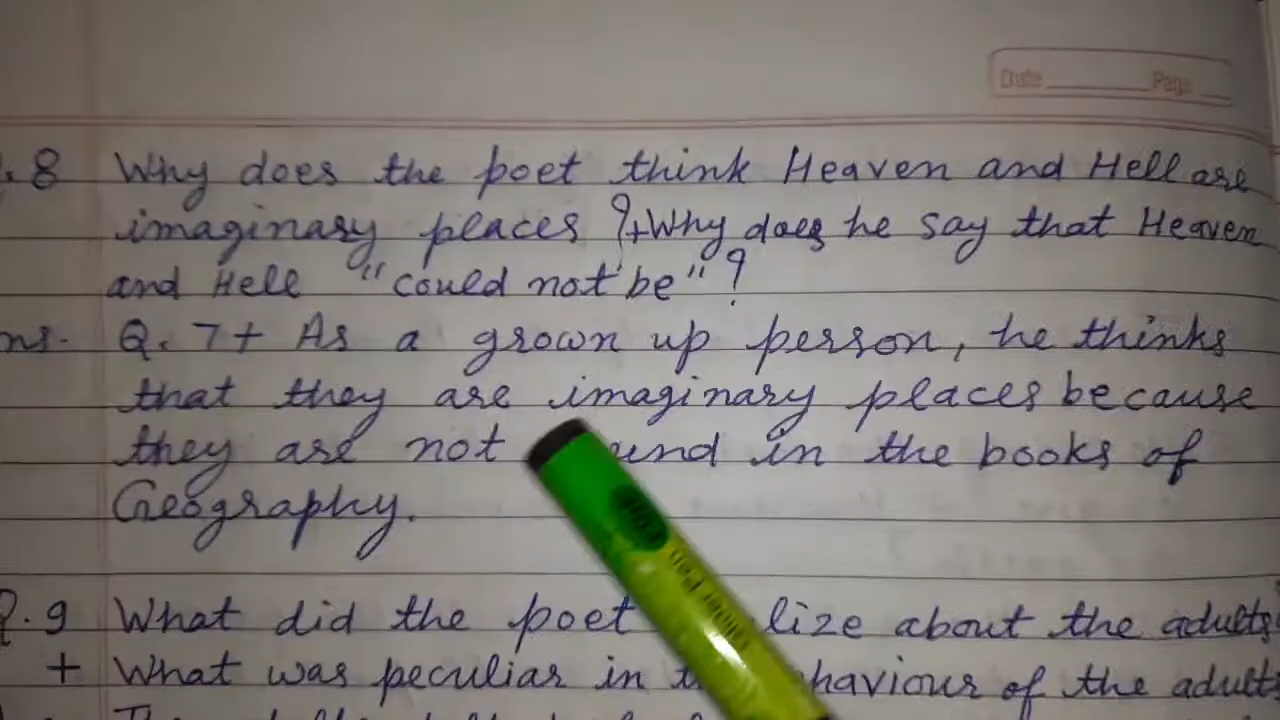 Date Page
.8 Why does the poet think Heaven and Hell are
imaginary places ?+Why does he say that Heaven
and Hell "could not be"?
ns. Q. 7+ As a grown up person, he thinks
that they are imaginary places because
they are not und in the books of
Geography.
Q.9 What did the poet lize about the adults
+ What was peculiar in haviour of the adults